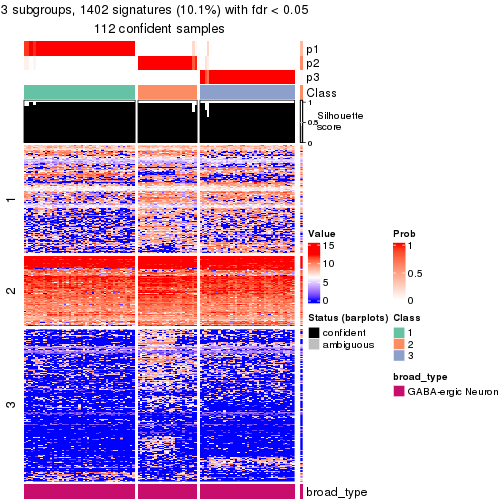 3 subgroups, 1402 signatures (10.1%) with fdr < 0.05
112 confident samples
p1
p2
p3
Class
1
0.5
0
Silhouette
score
1
2
3
Value
15
10
5
0
Prob
1
0.5
0
Status (barplots)
confident
ambiguous
Class
1
2
3
broad_type
GABA-ergic Neuron
broad_type